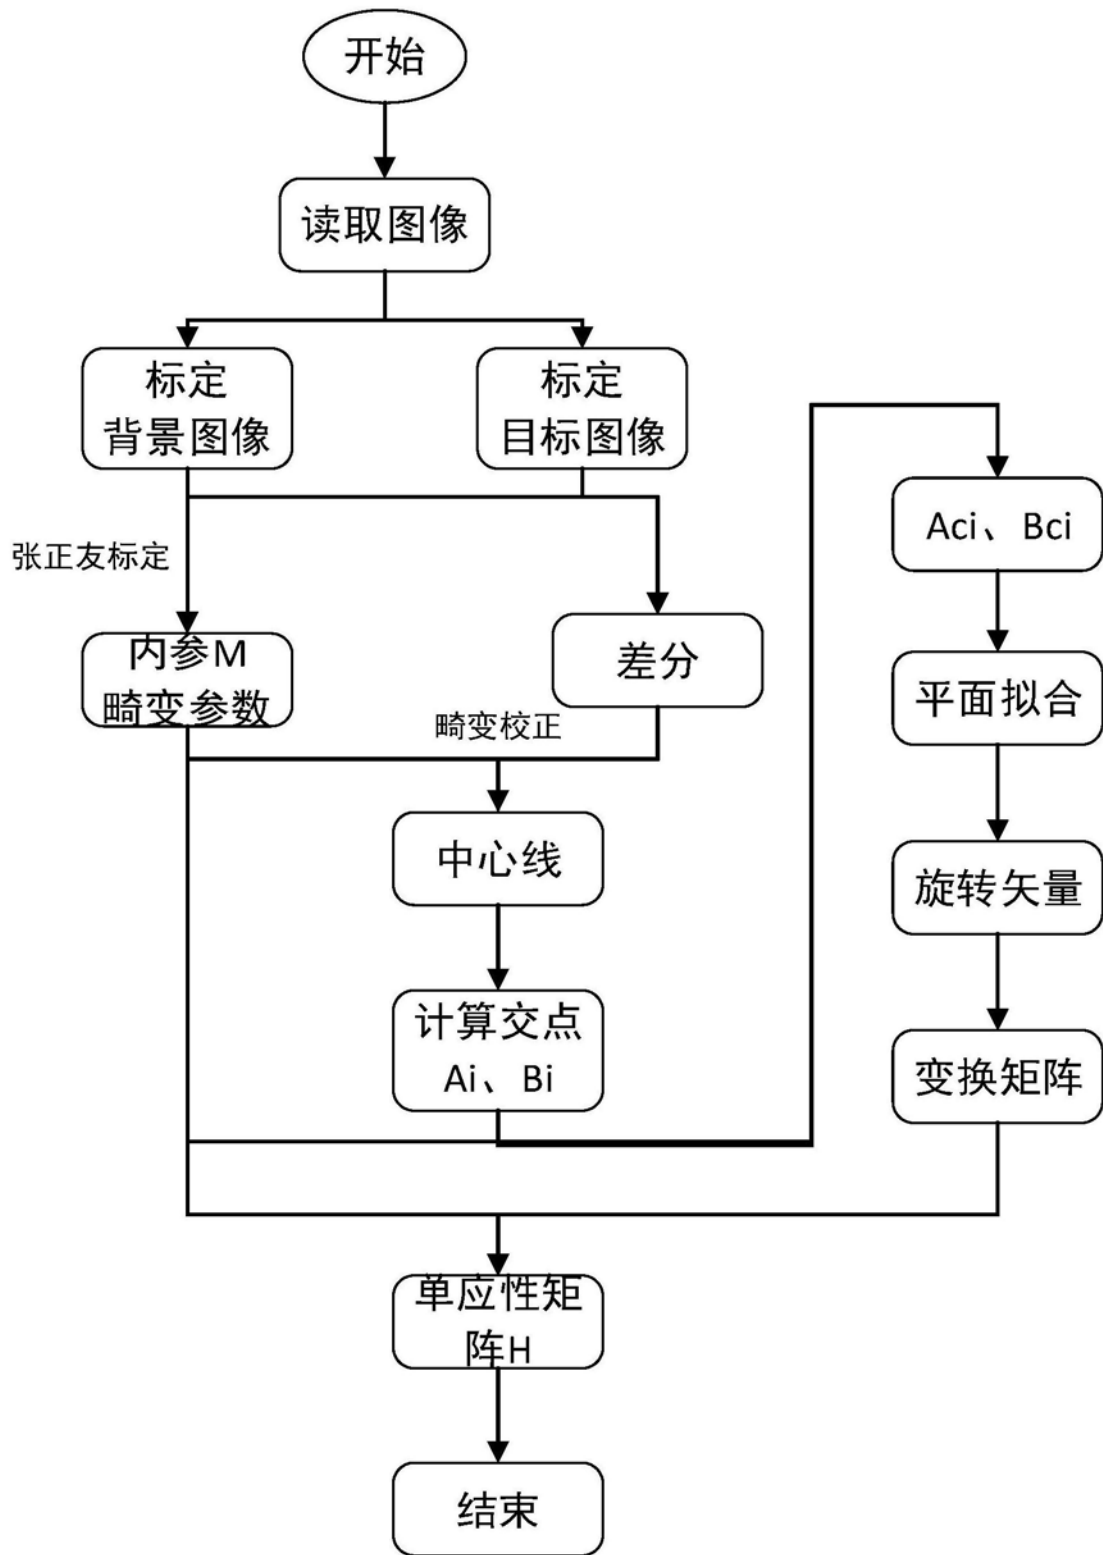 开始
读取图像
标定
背景图像
标定
目标图像
张正友标定
内参M
畸变参数
差分
畸变校正
中心线
计算交点
Ai、Bi
Aci、Bci
平面拟合
旋转矢量
变换矩阵
单应性矩
阵H
结束